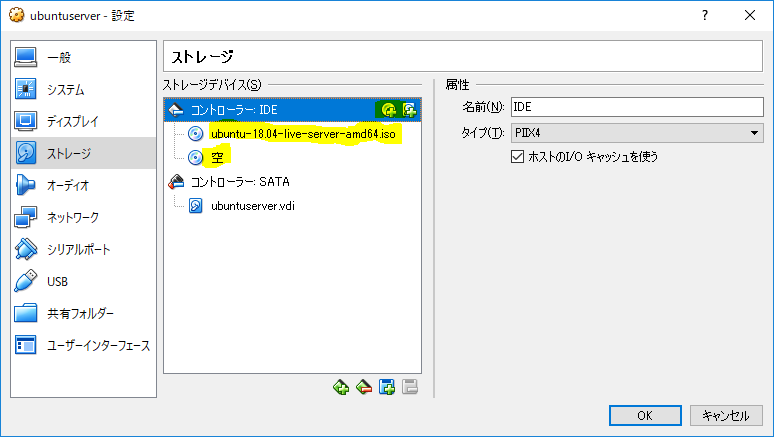 ubuntuserver - 設定
?
一般
システム
ディスプレイ
ストレージ
オーディオ
ネットワーク
シリアルポート
USB
共有フォルダー
ユーザーインターフェース
ストレージ
ストレージデバイス(S)
コントローラー: IDE
ubuntu-18.04-live-server-amd64.iso
空
コントローラー: SATA
ubuntuserver.vdi
属性
名前(N): IDE
タイプ(T): PIIX4
ホストのI/O キャッシュを使う
OK
キャンセル